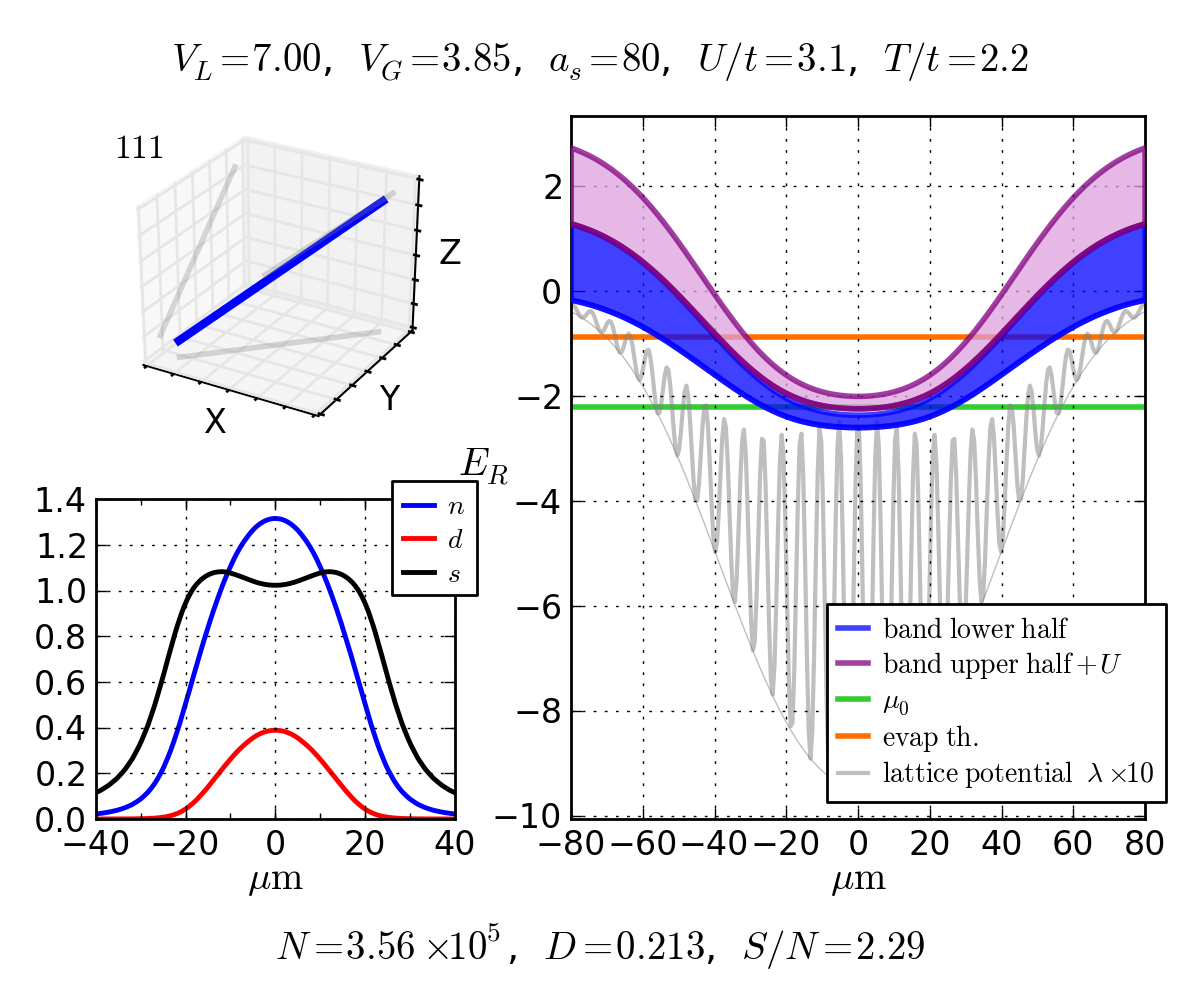 V_L=7.00, V_G=3.85, a_s=80, U/t=3.1, T/t=2.2
111
Z
Y
X
E_R
1.4
1.2
1.0
0.8
0.6
0.4
0.2
0.0
n
d
s
−40 −20 0 20 40
μm
2
0
−2
−4
−6
−8
−10
band lower half
band upper half+U
μ_0
evap th.
lattice potential λ×10
−80 −60 −40 −20 0 20 40 60 80
μm
N=3.56×10^5, D=0.213, S/N=2.29